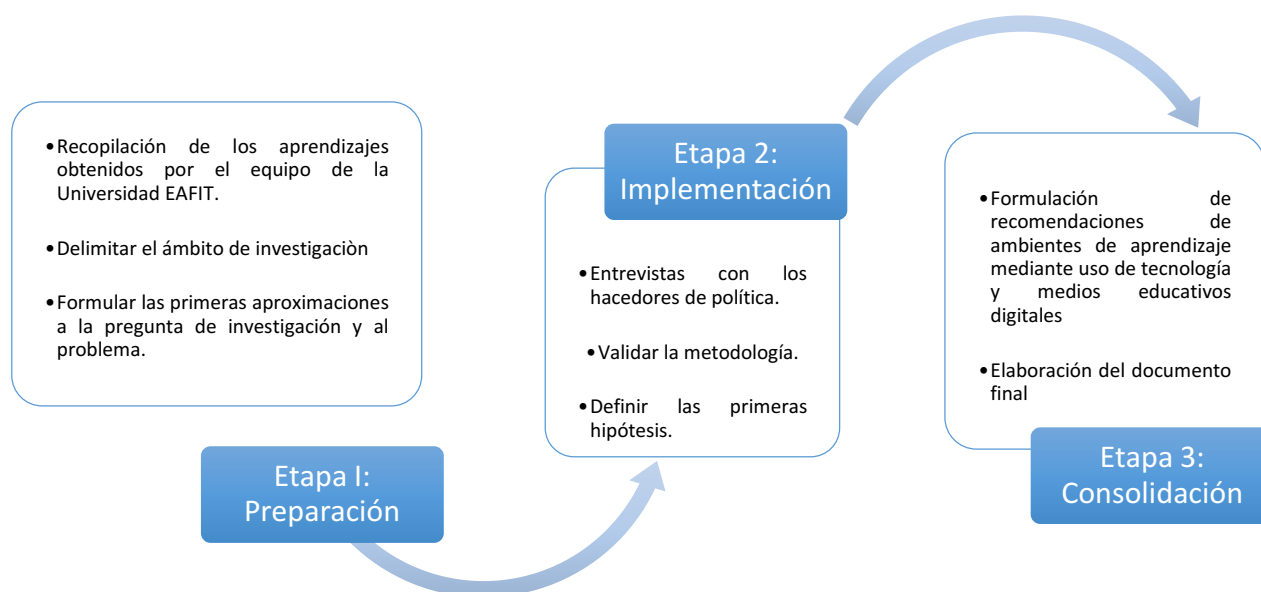 •Recopilación de los aprendizajes
obtenidos por el equipo de la
Universidad EAFIT.
•Delimitar el ámbito de investigaciòn
•Formular las primeras aproximaciones
a la pregunta de investigación y al
problema.
Etapa I:
Preparación
Etapa 2:
Implementación
•Entrevistas con los
hacedores de política.
•Validar la metodología.
•Definir las primeras
hipótesis.
•Formulación de
recomendaciones de
ambientes de aprendizaje
mediante uso de tecnología
y medios educativos
digitales
•Elaboración del documento
final
Etapa 3:
Consolidación